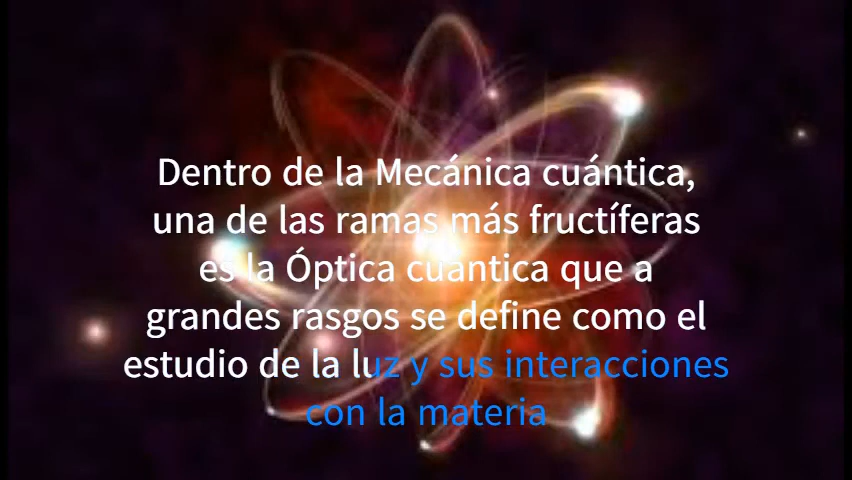 Dentro de la Mecánica cuántica,
una de las ramas más fructíferas
es la Óptica cuántica que a
grandes rasgos se define como el
estudio de la luz y sus interacciones
con la materia